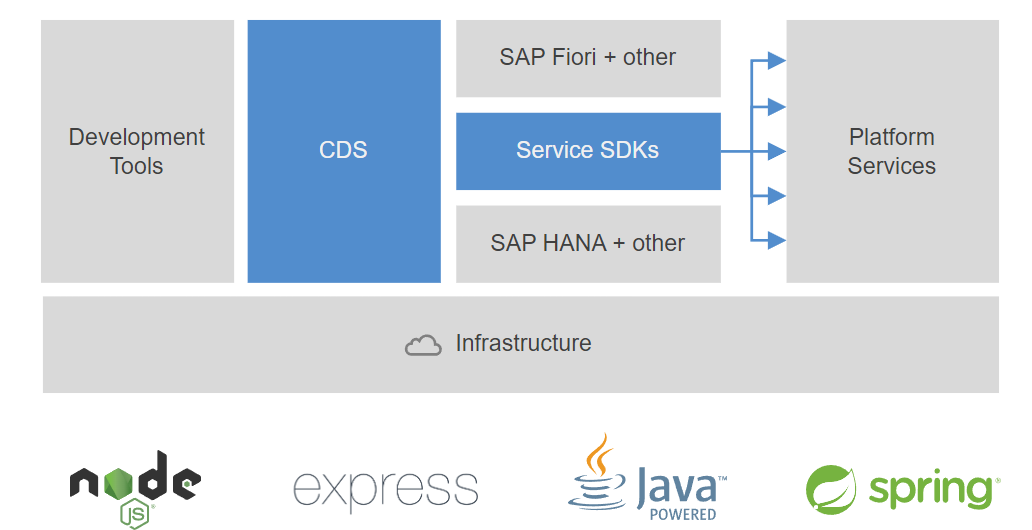 Development
Tools
CDS
SAP Fiori + other
Service SDKs
SAP HANA + other
Platform
Services
Infrastructure
node
JS®
express
Java™
POWERED
spring®